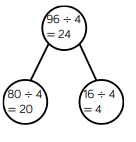 96 ÷ 4
= 24
80 ÷ 4
= 20
16 ÷ 4
= 4